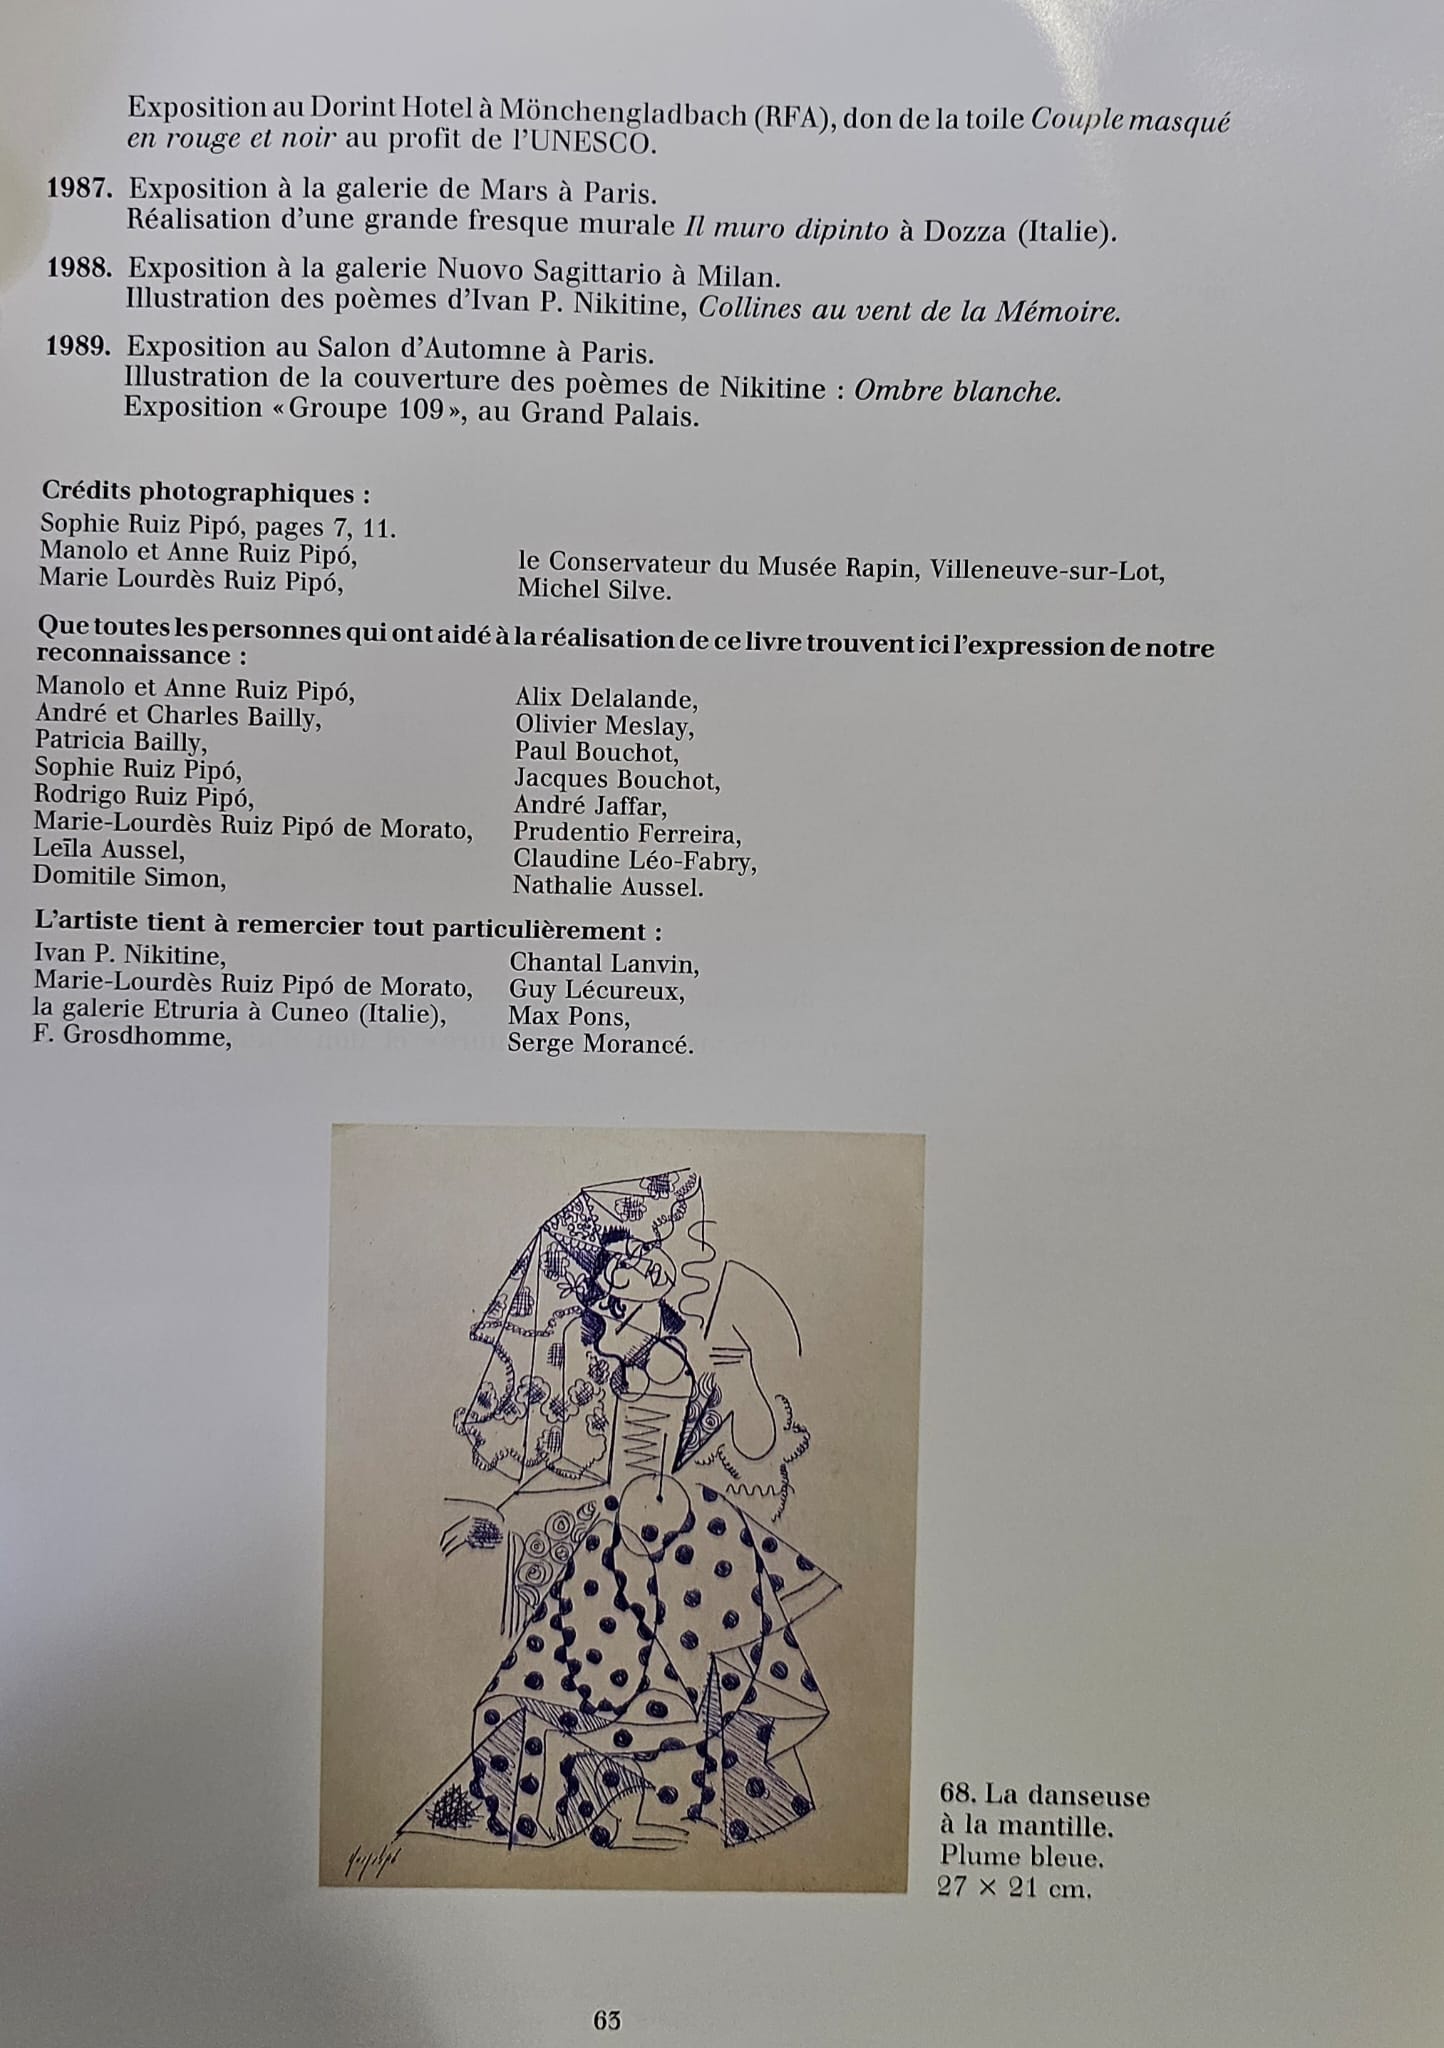 Exposition au Dorint Hotel à Mönchengladbach (RFA), don de la toile Couple masqué
en rouge et noir au profit de l'UNESCO.
1987. Exposition à la galerie de Mars à Paris.
Réalisation d'une grande fresque murale Il muro dipinto à Dozza (Italie).
1988. Exposition à la galerie Nuovo Sagittario à Milan.
Illustration des poèmes d'Ivan P. Nikitine, Collines au vent de la Mémoire.
1989. Exposition au Salon d'Automne à Paris.
Illustration de la couverture des poèmes de Nikitine : Ombre blanche.
Exposition «Groupe 109», au Grand Palais.
Crédits photographiques :
Sophie Ruiz Pipó, pages 7, 11.
Manolo et Anne Ruiz Pipó,
Marie Lourdès Ruiz Pipó,
le Conservateur du Musée Rapin, Villeneuve-sur-Lot,
Michel Silve.
Que toutes les personnes qui ont aidé à la réalisation de ce livre trouvent ici l'expression de notre
reconnaissance :
Manolo et Anne Ruiz Pipó,
André et Charles Bailly,
Patricia Bailly,
Sophie Ruiz Pipó,
Rodrigo Ruiz Pipó,
Marie-Lourdès Ruiz Pipó de Morato,
Leīla Aussel,
Domitile Simon,
Alix Delalande,
Olivier Meslay,
Paul Bouchot,
Jacques Bouchot,
André Jaffar,
Prudentio Ferreira,
Claudine Léo-Fabry,
Nathalie Aussel.
L'artiste tient à remercier tout particulièrement :
Ivan P. Nikitine,
Marie-Lourdès Ruiz Pipó de Morato,
la galerie Etruria à Cuneo (Italie),
F. Grosdhomme,
Chantal Lanvin,
Guy Lécureux,
Max Pons,
Serge Morancé.
68. La danseuse
à la mantille.
Plume bleue.
27 × 21 cm.
63